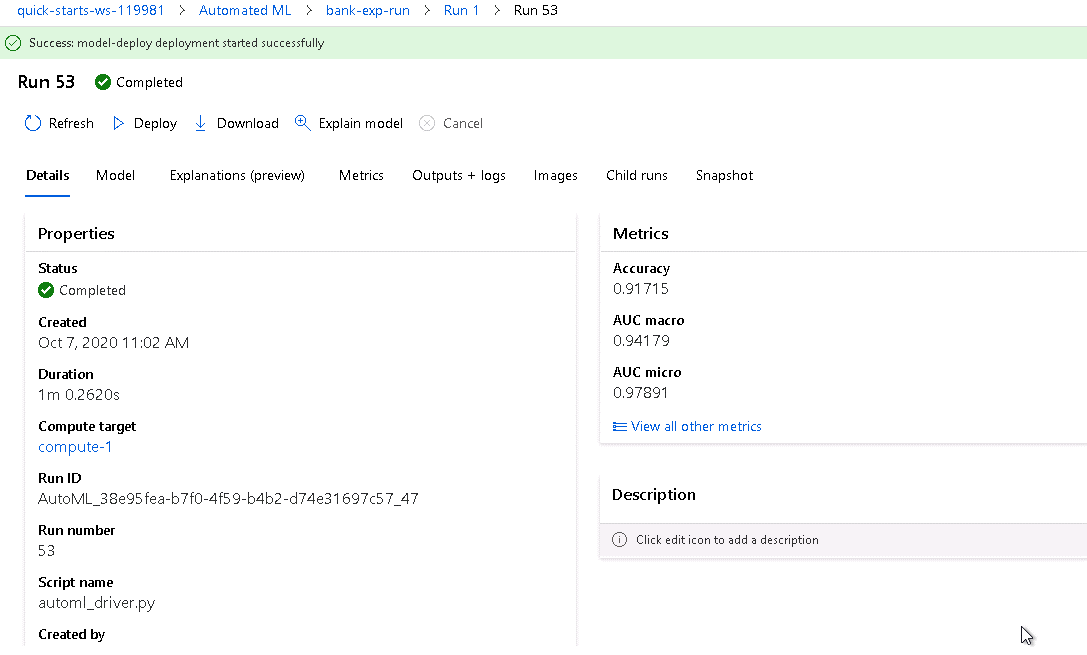 quick-starts-ws-119981 > Automated ML > bank-exp-run > Run 1 > Run 53
Success: model-deploy deployment started successfully
Run 53 Completed
Refresh Deploy Download Explain model Cancel
Details Model Explanations (preview) Metrics Outputs + logs Images Child runs Snapshot
Properties
Status
Completed
Created
Oct 7, 2020 11:02 AM
Duration
1m 0.2620s
Compute target
compute-1
Run ID
AutoML_38e95fea-b7f0-4f59-b4b2-d74e31697c57_47
Run number
53
Script name
automl_driver.py
Created by
Metrics
Accuracy
0.91715
AUC macro
0.94179
AUC micro
0.97891
View all other metrics
Description
Click edit icon to add a description